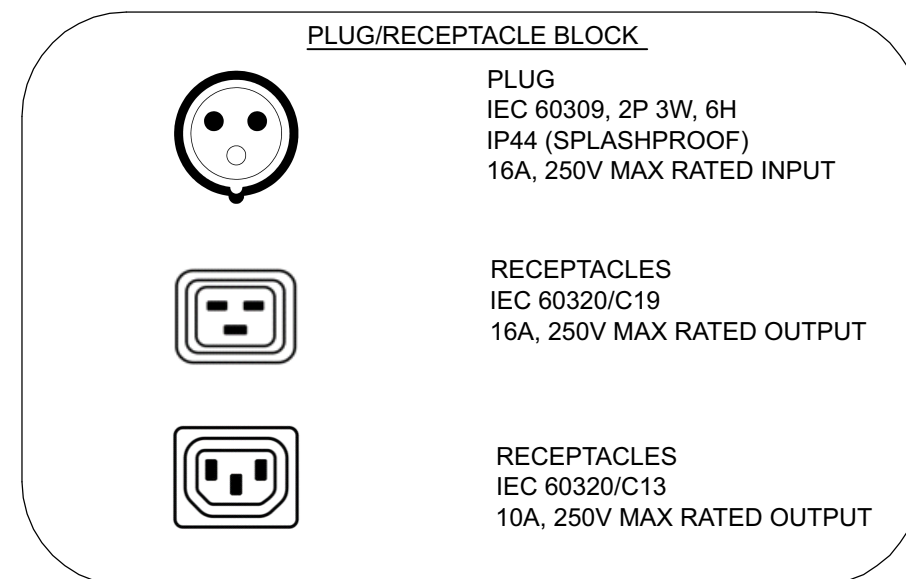 PLUG/RECEPTACLE BLOCK
PLUG
IEC 60309, 2P 3W, 6H
IP44 (SPLASHPROOF)
16A, 250V MAX RATED INPUT
RECEPTACLES
IEC 60320/C19
16A, 250V MAX RATED OUTPUT
RECEPTACLES
IEC 60320/C13
10A, 250V MAX RATED OUTPUT